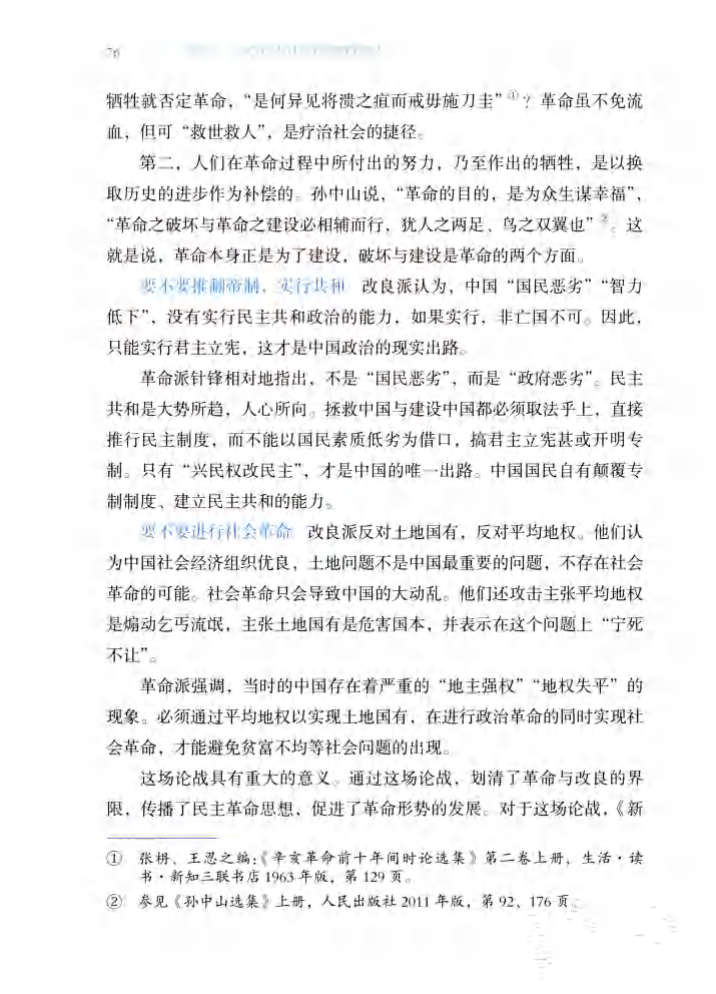 76
牺牲就否定革命，“是何异见将溃之疽而戒毋施刀圭”①？革命虽不免流
血，但可“救世救人”，是疗治社会的捷径。
第二，人们在革命过程中所付出的努力，乃至作出的牺牲，是以换
取历史的进步作为补偿的。孙中山说，“革命的目的，是为众生谋幸福”，
“革命之破坏与革命之建设必相辅而行，犹人之两足、鸟之双翼也”②。这
就是说，革命本身正是为了建设，破坏与建设是革命的两个方面。
要不要推翻帝制，实行共和 改良派认为，中国“国民恶劣”“智力
低下”，没有实行民主共和政治的能力，如果实行，非亡国不可。因此，
只能实行君主立宪，这才是中国政治的现实出路。
革命派针锋相对地指出，不是“国民恶劣”，而是“政府恶劣”。民主
共和是大势所趋，人心所向。拯救中国与建设中国都必须取法乎上，直接
推行民主制度，而不能以国民素质低劣为借口，搞君主立宪甚或开明专
制。只有“兴民权改民主”，才是中国的唯一出路。中国国民自有颠覆专
制制度、建立民主共和的能力。
要不要进行社会革命 改良派反对土地国有，反对平均地权。他们认
为中国社会经济组织优良，土地问题不是中国最重要的问题，不存在社会
革命的可能。社会革命只会导致中国的大动乱。他们还攻击主张平均地权
是煽动乞丐流氓，主张土地国有是危害国本，并表示在这个问题上“宁死
不让”。
革命派强调，当时的中国存在着严重的“地主强权”“地权失平”的
现象。必须通过平均地权以实现土地国有，在进行政治革命的同时实现社
会革命，才能避免贫富不均等社会问题的出现。
这场论战具有重大的意义。通过这场论战，划清了革命与改良的界
限，传播了民主革命思想，促进了革命形势的发展。对于这场论战，《新
① 张枬、王忍之编：《辛亥革命前十年间时论选集》第二卷上册，生活·读
书·新知三联书店1963年版，第129页。
② 参见《孙中山选集》上册，人民出版社2011年版，第92、176页。